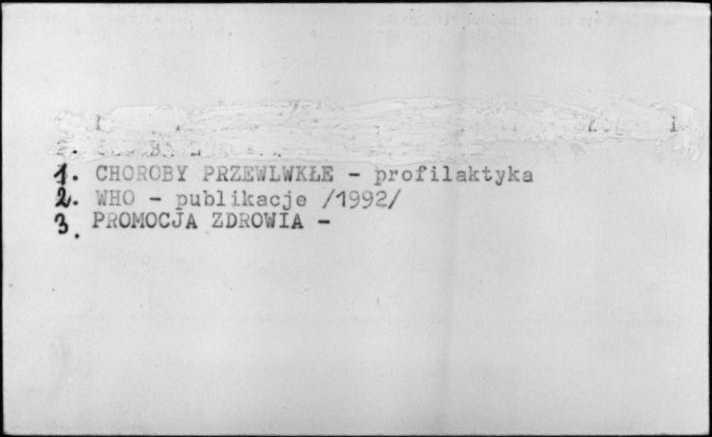 1. CHOROBY PRZEWLWKŁE - profilaktyka
2. WHO - publikacje /1992/
3. PROMOCJA ZDROWIA -